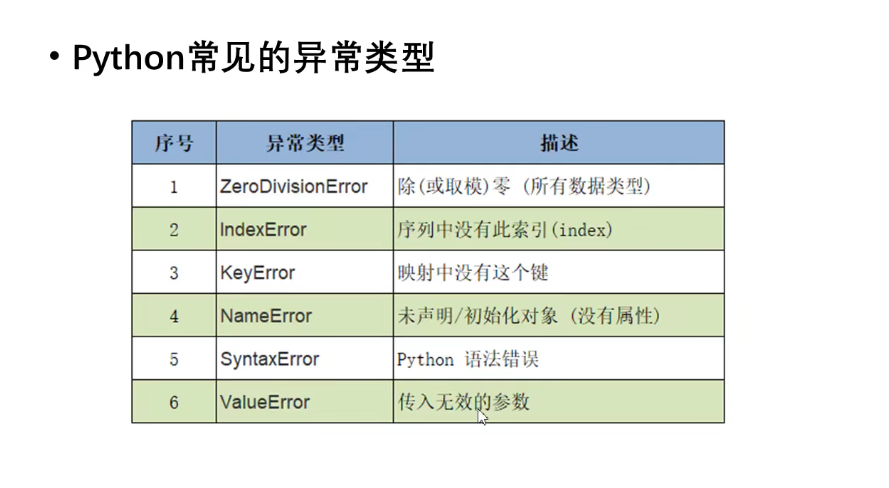 • Python常见的异常类型
序号 异常类型 描述
1 ZeroDivisionError 除(或取模)零 (所有数据类型)
2 IndexError 序列中没有此索引(index)
3 KeyError 映射中没有这个键
4 NameError 未声明/初始化对象 (没有属性)
5 SyntaxError Python 语法错误
6 ValueError 传入无效的参数